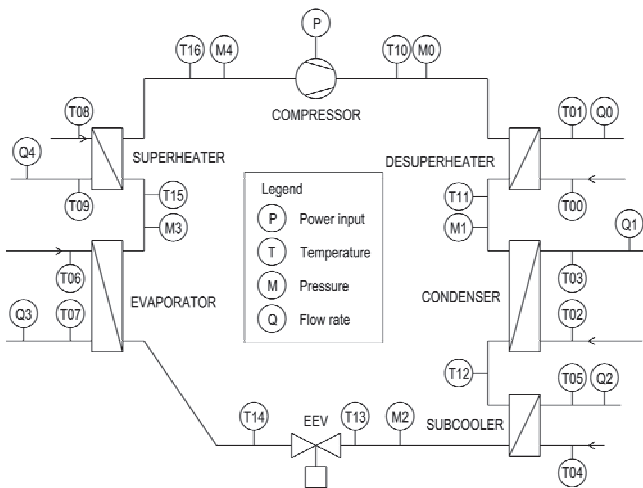 P
T16
M4
T10
M0
COMPRESSOR
T08
T01
Q0
Q4
SUPERHEATER
DESUPERHEATER
T09
T15
M3
T11
M1
T00
Legend
P Power input
T Temperature
M Pressure
Q Flow rate
Q1
T06
T03
EVAPORATOR
CONDENSER
Q3
T07
T02
T12
T05
Q2
T14
EEV
T13
M2
SUBCOOLER
T04